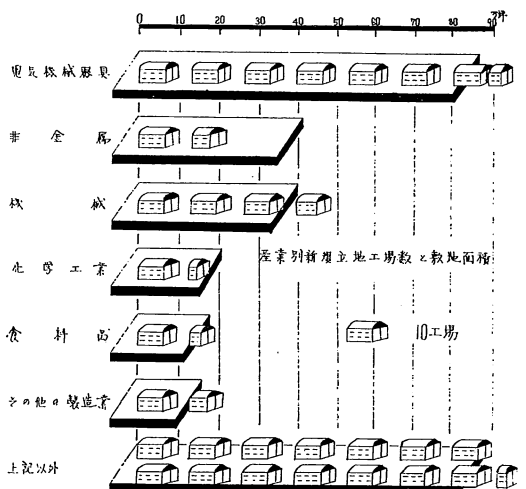 0 10 20 30 40 50 60 70 80 90 万坪
電気機械器具
非金属
機械
産業別新規立地工場数と敷地面積
化学工業
食料品
10工場
その他の製造業
上記以外